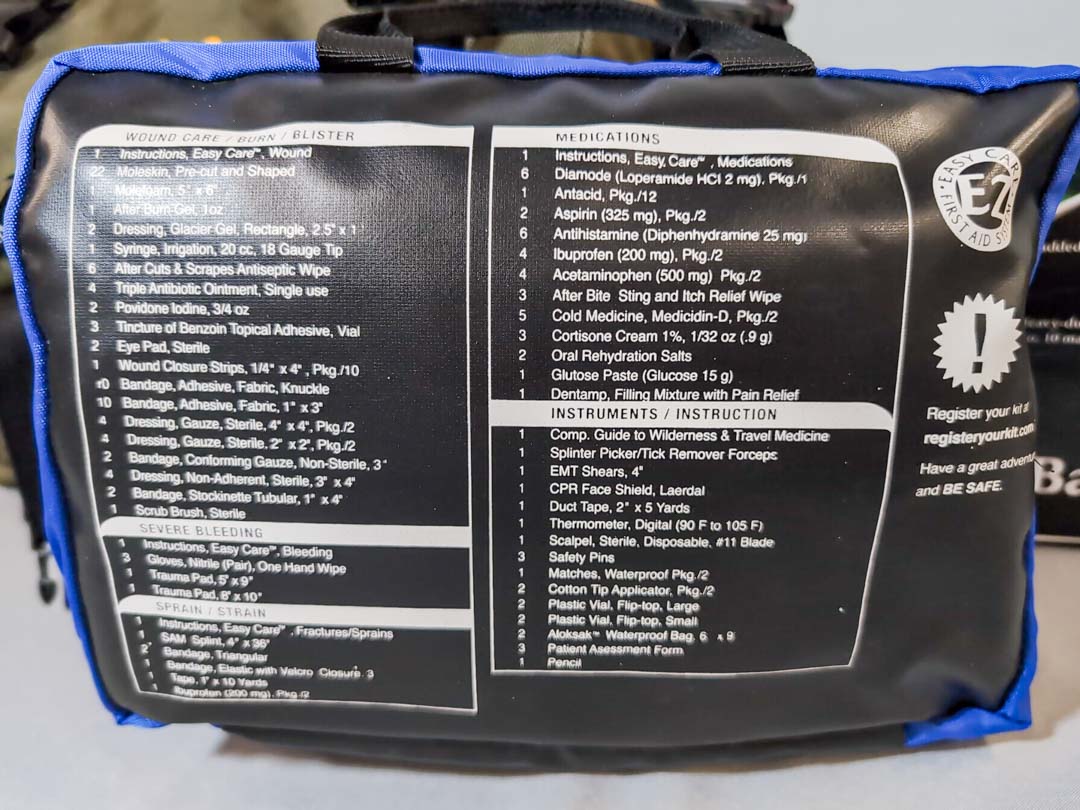 WOUND CARE / BURN / BLISTER
1 Instructions, Easy Care™, Wound
22 Moleskin, Pre-cut and Shaped
1 Molefoam, 5" x 6"
1 After Burn Gel, 1oz
2 Dressing, Glacier Gel, Rectangle, 2.5" x 1
1 Syringe, Irrigation, 20 cc, 18 Gauge Tip
6 After Cuts & Scrapes Antiseptic Wipe
4 Triple Antibiotic Ointment, Single use
2 Povidone Iodine, 3/4 oz
3 Tincture of Benzoin Topical Adhesive, Vial
2 Eye Pad, Sterile
1 Wound Closure Strips, 1/4" x 4", Pkg./10
10 Bandage, Adhesive, Fabric, Knuckle
10 Bandage, Adhesive, Fabric, 1" x 3"
4 Dressing, Gauze, Sterile, 4" x 4", Pkg./2
4 Dressing, Gauze, Sterile, 2" x 2", Pkg./2
2 Bandage, Conforming Gauze, Non-Sterile, 3"
4 Dressing, Non-Adherent, Sterile, 3" x 4"
2 Bandage, Stockinette Tubular, 1" x 4"
1 Scrub Brush, Sterile
SEVERE BLEEDING
1 Instructions, Easy Care™, Bleeding
3 Gloves, Nitrile (Pair), One Hand Wipe
1 Trauma Pad, 5" x 9"
1 Trauma Pad, 8" x 10"
SPRAIN / STRAIN
1 Instructions, Easy Care™, Fractures/Sprains
1 SAM Splint, 4" x 36"
2 Bandage, Triangular
1 Bandage, Elastic with Velcro Closure, 3
1 Tape, 1" x 10 Yards
1 Ibuprofen (200 mg), Pkg./2
MEDICATIONS
1 Instructions, Easy Care™, Medications
6 Diamode (Loperamide HCI 2 mg), Pkg./1
1 Antacid, Pkg./12
2 Aspirin (325 mg), Pkg./2
6 Antihistamine (Diphenhydramine 25 mg)
4 Ibuprofen (200 mg), Pkg./2
4 Acetaminophen (500 mg) Pkg./2
3 After Bite Sting and Itch Relief Wipe
5 Cold Medicine, Medicidin-D, Pkg./2
3 Cortisone Cream 1%, 1/32 oz (.9 g)
2 Oral Rehydration Salts
1 Glutose Paste (Glucose 15 g)
1 Dentamp, Filling Mixture with Pain Relief
INSTRUMENTS / INSTRUCTION
1 Comp. Guide to Wilderness & Travel Medicine
1 Splinter Picker/Tick Remover Forceps
1 EMT Shears, 4"
1 CPR Face Shield, Laerdal
1 Duct Tape, 2" x 5 Yards
1 Thermometer, Digital (90 F to 105 F)
1 Scalpel, Sterile, Disposable, #11 Blade
3 Safety Pins
1 Matches, Waterproof Pkg./2
2 Cotton Tip Applicator, Pkg./2
2 Plastic Vial, Flip-top, Large
2 Plastic Vial, Flip-top, Small
2 Aloksak™ Waterproof Bag, 6 x 9
3 Patient Asessment Form
1 Pencil
EASY CARE
EZ
FIRST AID
!
Register your kit at
registeryourkit.com
Have a great adventure
and BE SAFE.
Ba